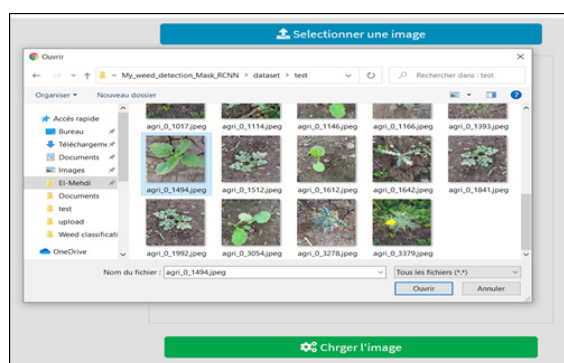 Selectionner une image
Ouvrir
« My_weed_detection_Mask_RCNN > dataset > test
Rechercher dans : test
Organiser
Nouveau dossier
Accès rapide
Bureau
Téléchargeme
Documents
Images
El-Mehdi
Documents
test
upload
Weed classificati
OneDrive
agri_0_1017.jpeg agri_0_1114.jpeg agri_0_1146.jpeg agri_0_1166.jpeg agri_0_1393.jpeg
agri_0_1494.jpeg agri_0_1512.jpeg agri_0_1612.jpeg agri_0_1642.jpeg agri_0_1841.jpeg
agri_0_1992.jpeg agri_0_3054.jpeg agri_0_3278.jpeg agri_0_3379.jpeg
Nom du fichier : agri_0_1494.jpeg
Tous les fichiers (*.*)
Ouvrir Annuler
Chrger l'image